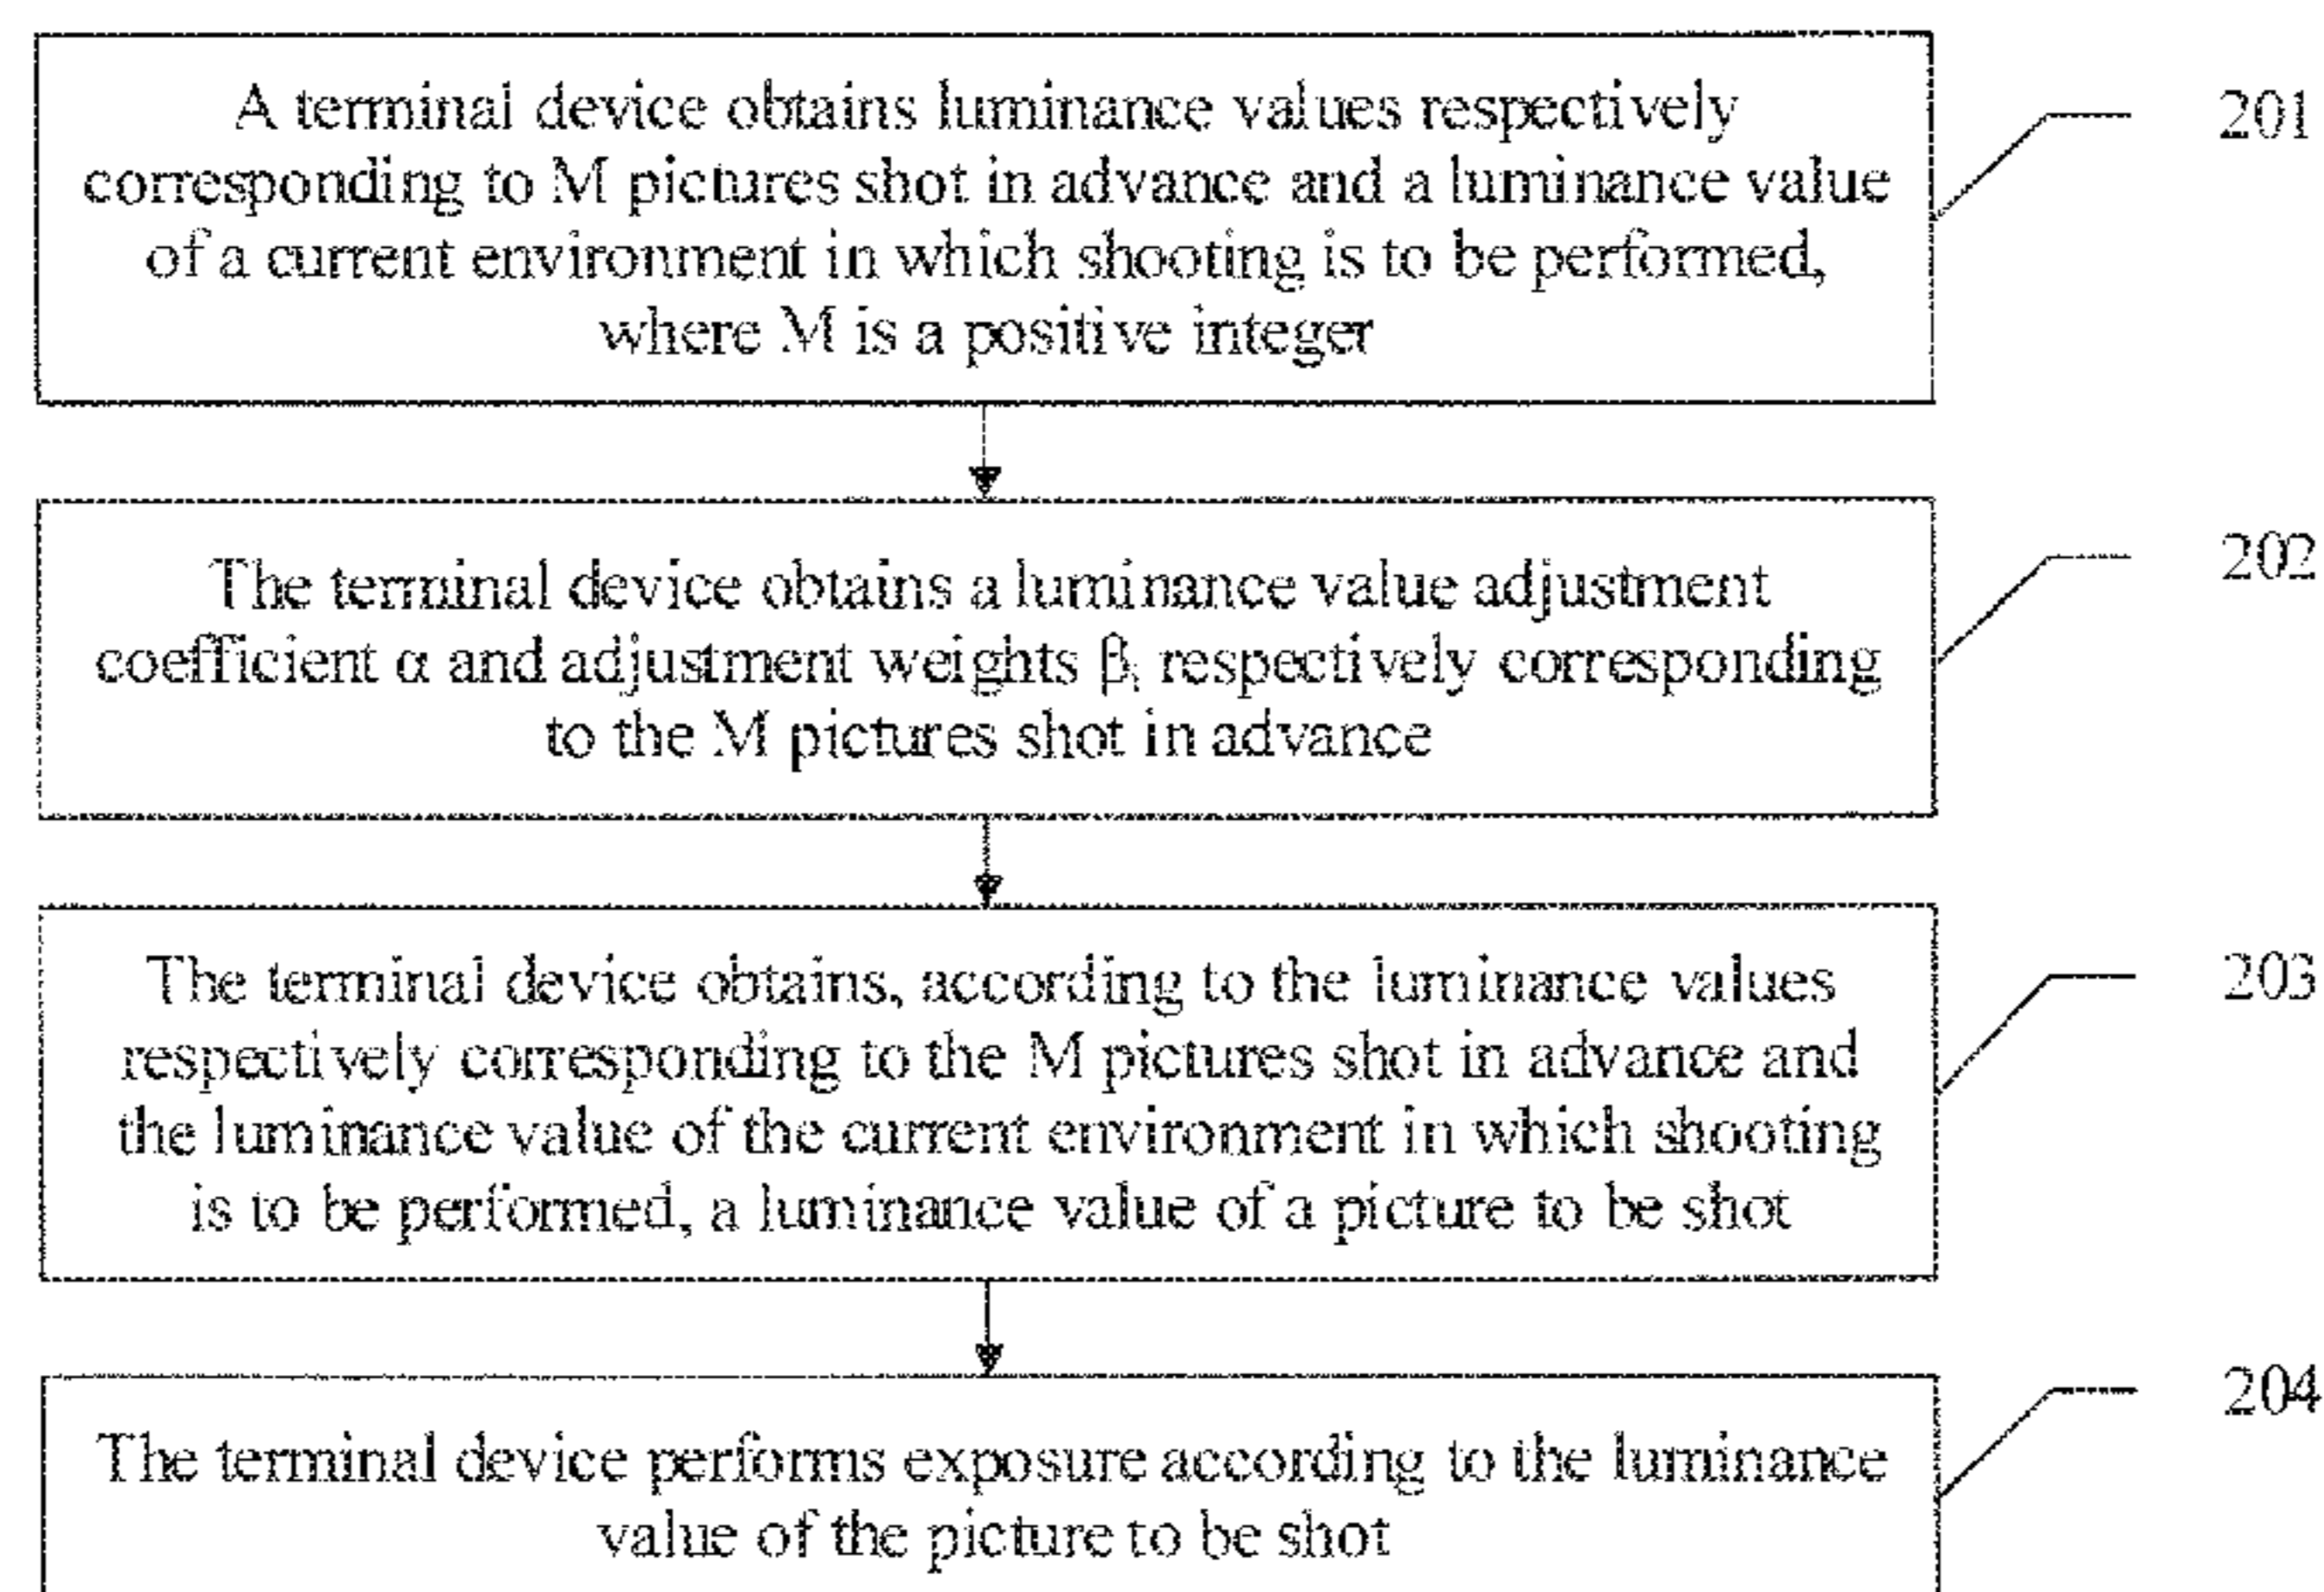 A terminal device obtains luminance values respectively
corresponding to M pictures shot in advance and a luminance value
of a current environment in which shooting is to be performed,
where M is a positive integer
201
The terminal device obtains a luminance value adjustment
coefficient α and adjustment weights βᵢ respectively corresponding
to the M pictures shot in advance
202
The terminal device obtains, according to the luminance values
respectively corresponding to the M pictures shot in advance and
the luminance value of the current environment in which shooting
is to be performed, a luminance value of a picture to be shot
203
The terminal device performs exposure according to the luminance
value of the picture to be shot
204